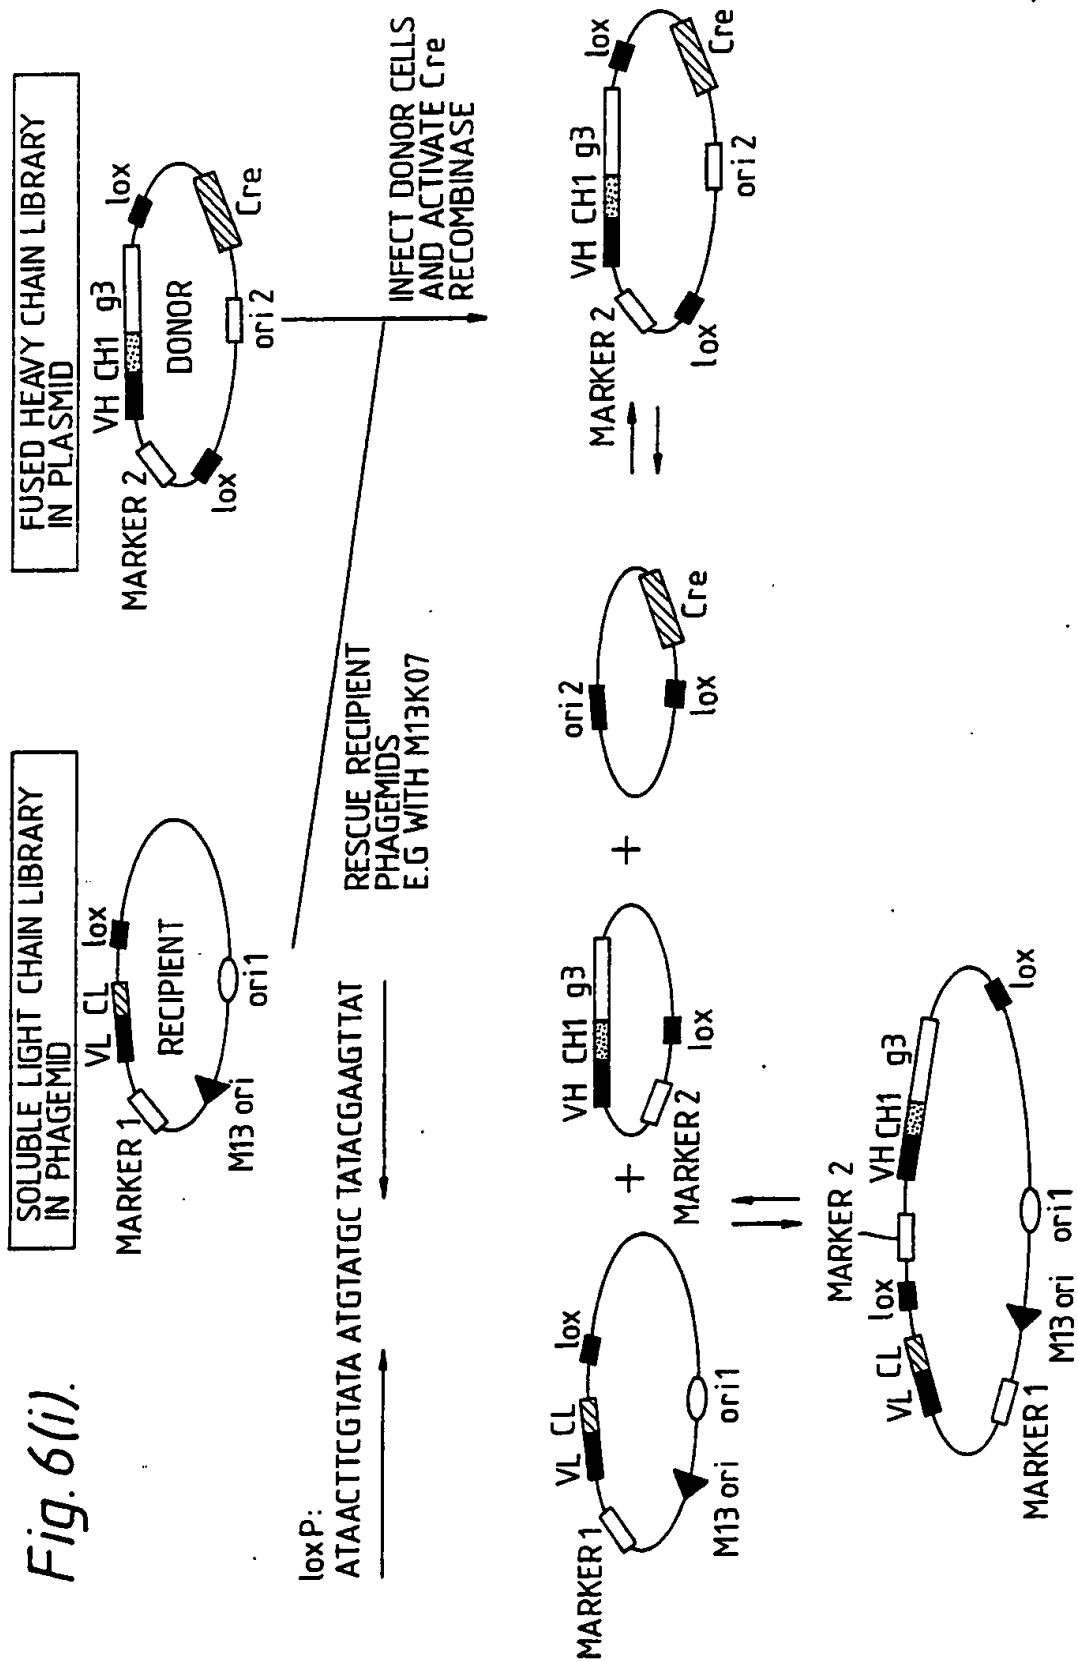 Fig. 6(i).
SOLUBLE LIGHT CHAIN LIBRARY
IN PHAGEMID
FUSED HEAVY CHAIN LIBRARY
IN PLASMID
MARKER 1
VL CL
lox
RECIPIENT
M13 ori
ori1
MARKER 2
VH CH1 g3
lox
DONOR
lox
ori 2
Cre
loxP:
ATAACTTCGTATA ATGTATGC TATACGAAGTTAT
RESCUE RECIPIENT
PHAGEMIDS
E.G WITH M13K07
INFECT DONOR CELLS
AND ACTIVATE Cre
RECOMBINASE
MARKER1
VL CL
lox
M13 ori
ori1
+
VH CH1 g3
MARKER 2
lox
+
ori 2
lox
Cre
MARKER 2
VH CH1 g3
lox
lox
ori 2
Cre
MARKER 1
VL CL
lox
MARKER 2
VH CH1 g3
lox
M13 ori
ori1